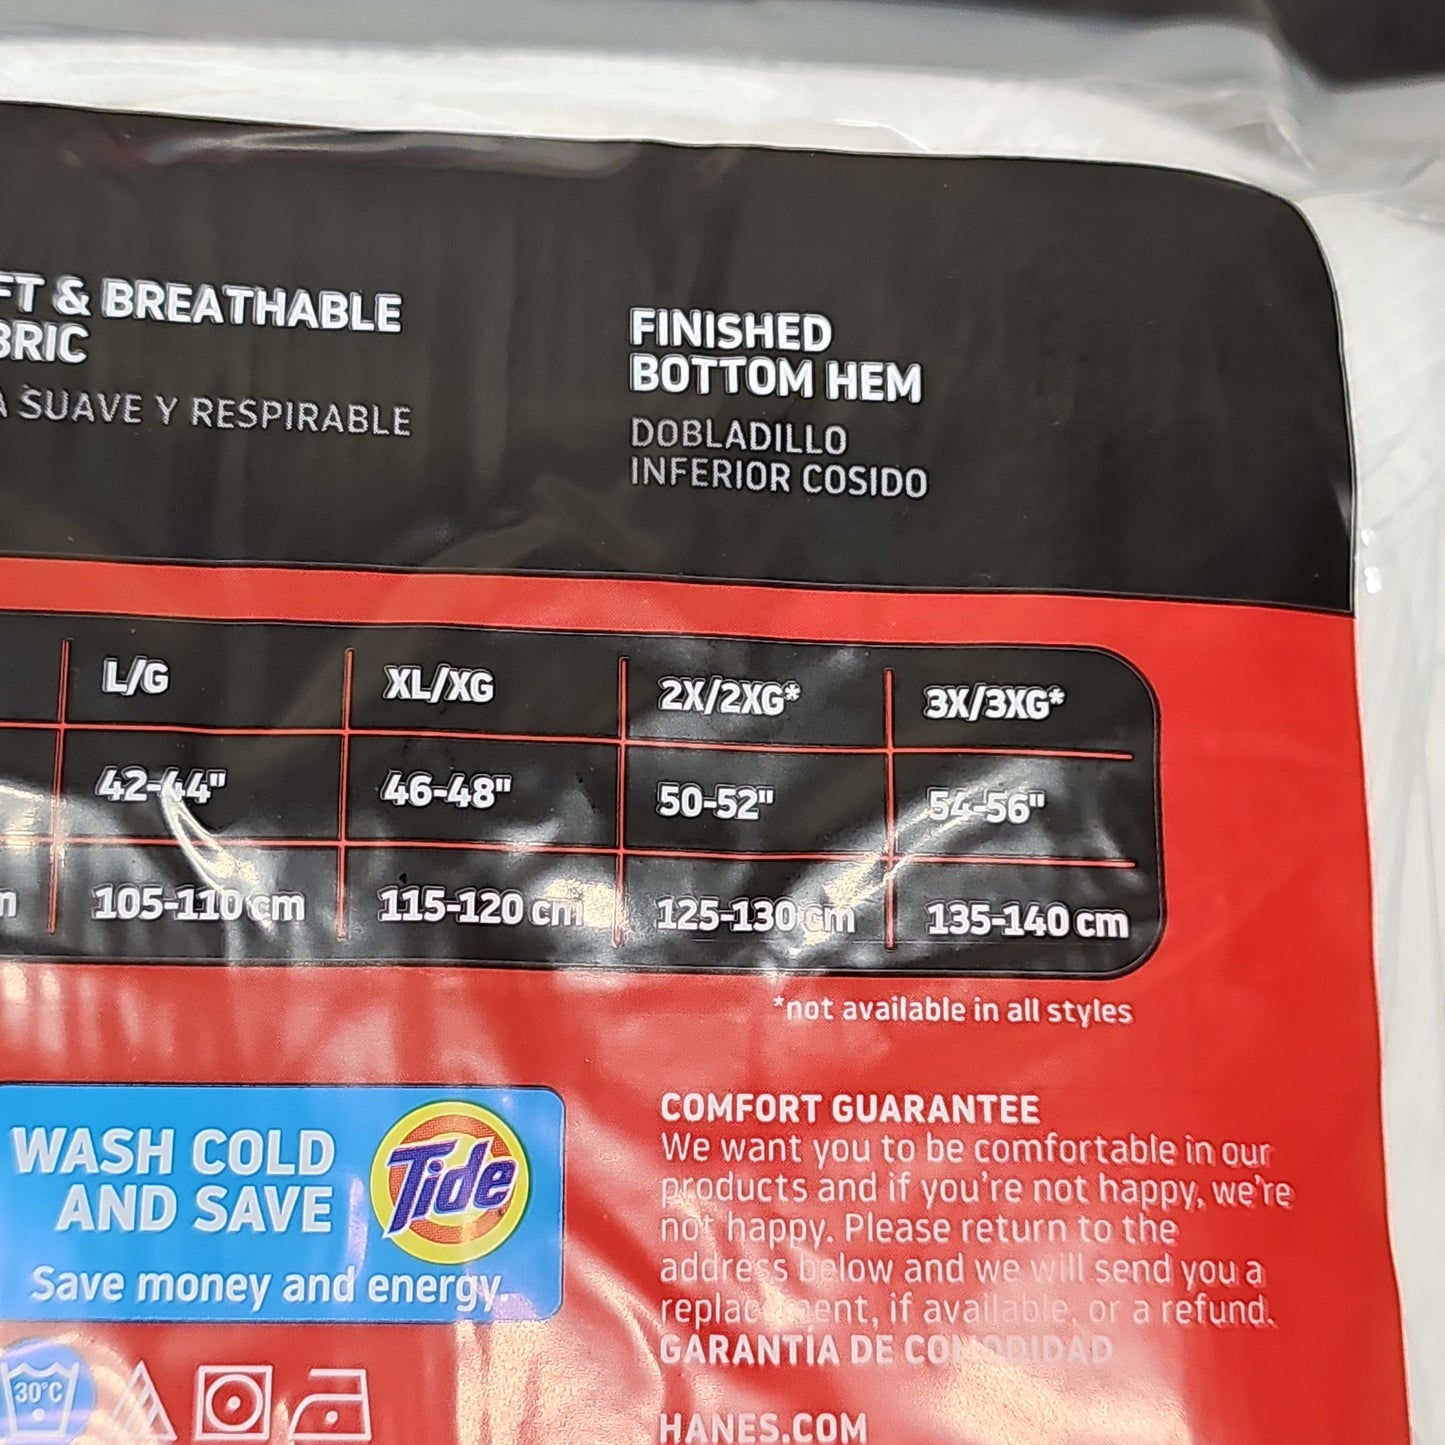 & BREATHABLE
SUAVE Y RESPIRABLE
FINISHED
BOTTOM HEM
DOBLADILLO
INFERIOR COSIDO
L/G XL/XG 2X/2XG* 3X/3XG*
42-44" 46-48" 50-52" 54-56"
105-110 cm 115-120 cm 125-130 cm 135-140 cm
*not available in all styles
WASH COLD
AND SAVE
Tide
Save money and energy.
30°C
COMFORT GUARANTEE
We want you to be comfortable in our
products and if you're not happy, we're
not happy. Please return to the
address below and we will send you a
replacement, if available, or a refund.
GARANTÍA DE COMODIDAD
HANES.COM